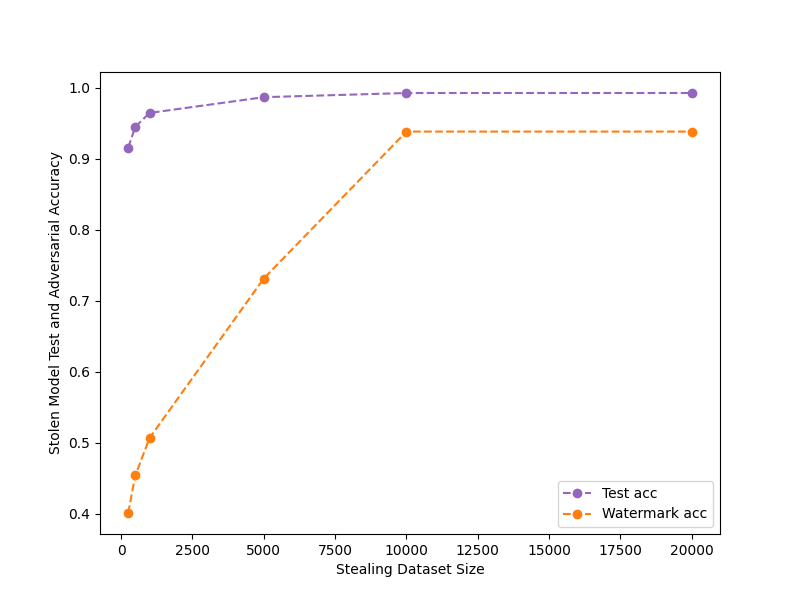 1.0
0.9
0.8
0.7
0.6
0.5
0.4
Stolen Model Test and Adversarial Accuracy
Test acc
Watermark acc
0 2500 5000 7500 10000 12500 15000 17500 20000
Stealing Dataset Size